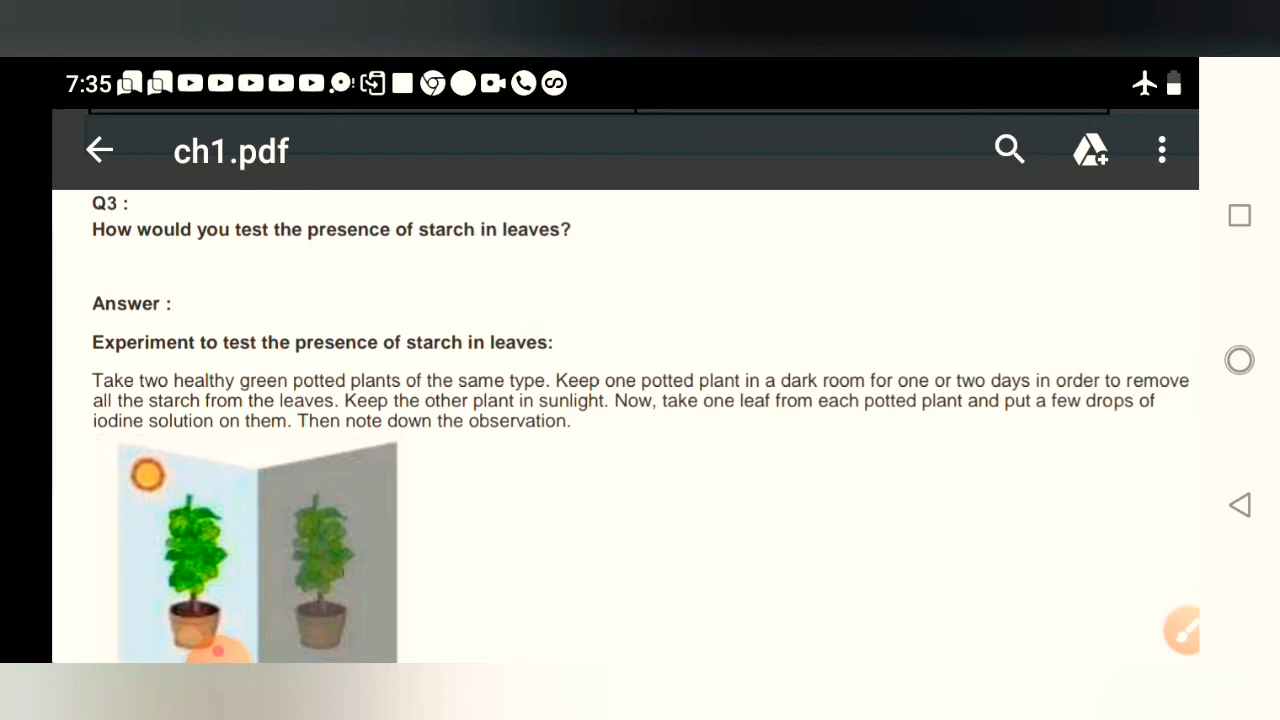 7:35
ch1.pdf
Q3 :
How would you test the presence of starch in leaves?
Answer :
Experiment to test the presence of starch in leaves:
Take two healthy green potted plants of the same type. Keep one potted plant in a dark room for one or two days in order to remove
all the starch from the leaves. Keep the other plant in sunlight. Now, take one leaf from each potted plant and put a few drops of
iodine solution on them. Then note down the observation.